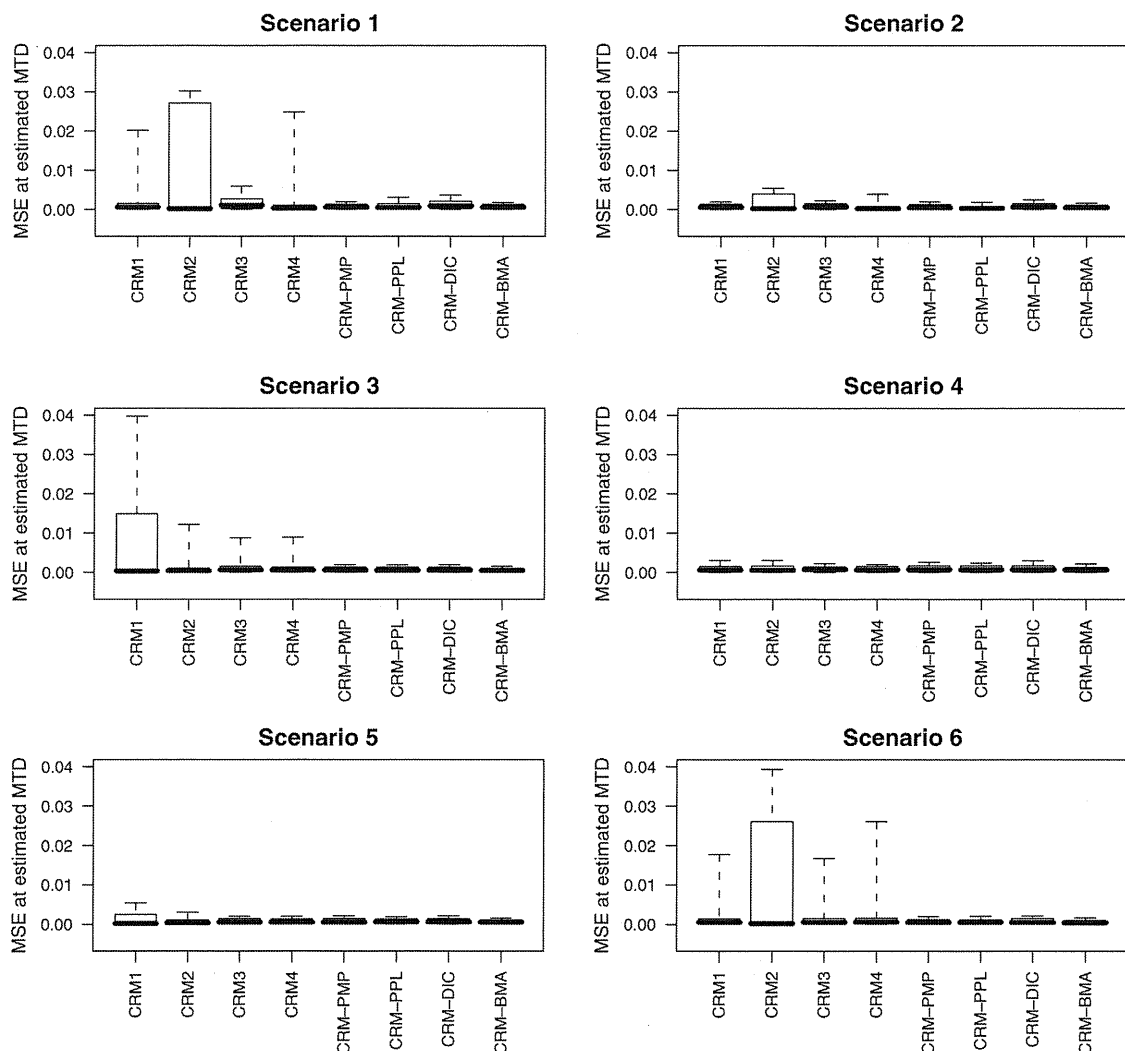 Scenario 1
MSE at estimated MTD
0.04
0.03
0.02
0.01
0.00
CRM1
CRM2
CRM3
CRM4
CRM–PMP
CRM–PPL
CRM–DIC
CRM–BMA
Scenario 2
MSE at estimated MTD
0.04
0.03
0.02
0.01
0.00
CRM1
CRM2
CRM3
CRM4
CRM–PMP
CRM–PPL
CRM–DIC
CRM–BMA
Scenario 3
MSE at estimated MTD
0.04
0.03
0.02
0.01
0.00
CRM1
CRM2
CRM3
CRM4
CRM–PMP
CRM–PPL
CRM–DIC
CRM–BMA
Scenario 4
MSE at estimated MTD
0.04
0.03
0.02
0.01
0.00
CRM1
CRM2
CRM3
CRM4
CRM–PMP
CRM–PPL
CRM–DIC
CRM–BMA
Scenario 5
MSE at estimated MTD
0.04
0.03
0.02
0.01
0.00
CRM1
CRM2
CRM3
CRM4
CRM–PMP
CRM–PPL
CRM–DIC
CRM–BMA
Scenario 6
MSE at estimated MTD
0.04
0.03
0.02
0.01
0.00
CRM1
CRM2
CRM3
CRM4
CRM–PMP
CRM–PPL
CRM–DIC
CRM–BMA